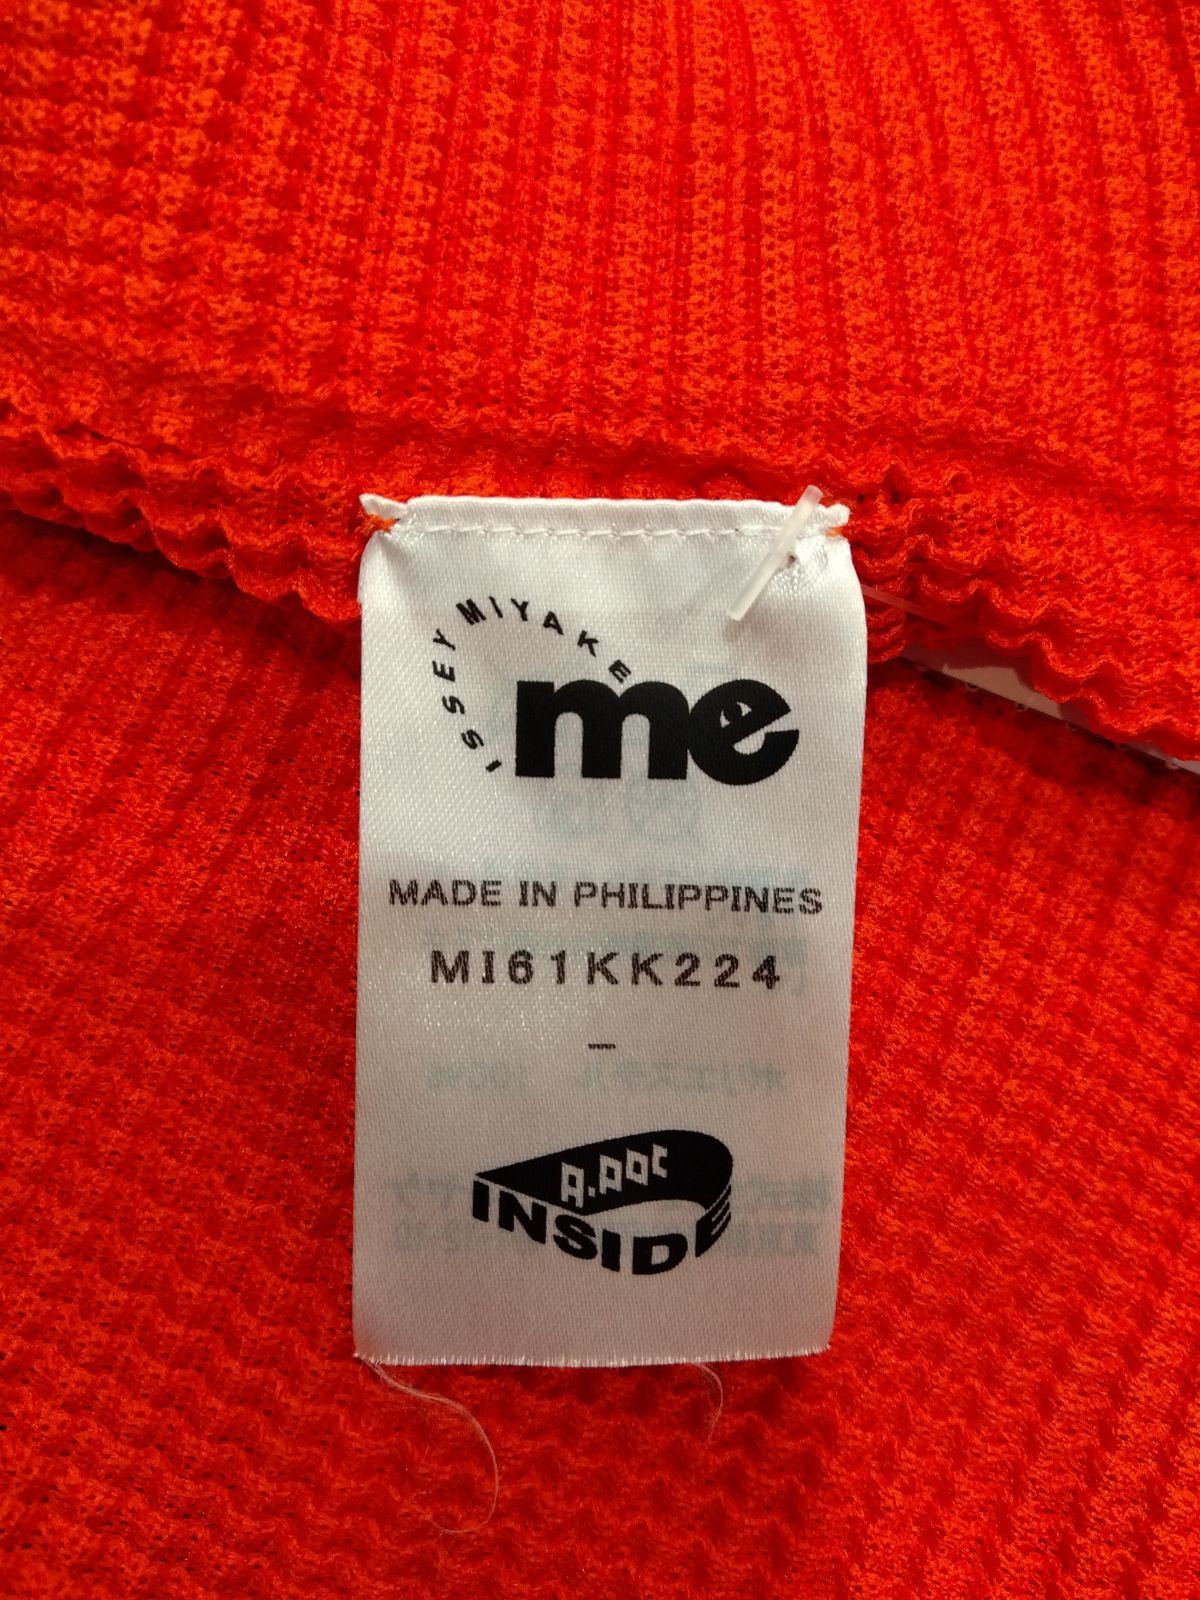 ISSEY MIYAKE
me
MADE IN PHILIPPINES
MI61KK224
–
A.POC
INSIDE